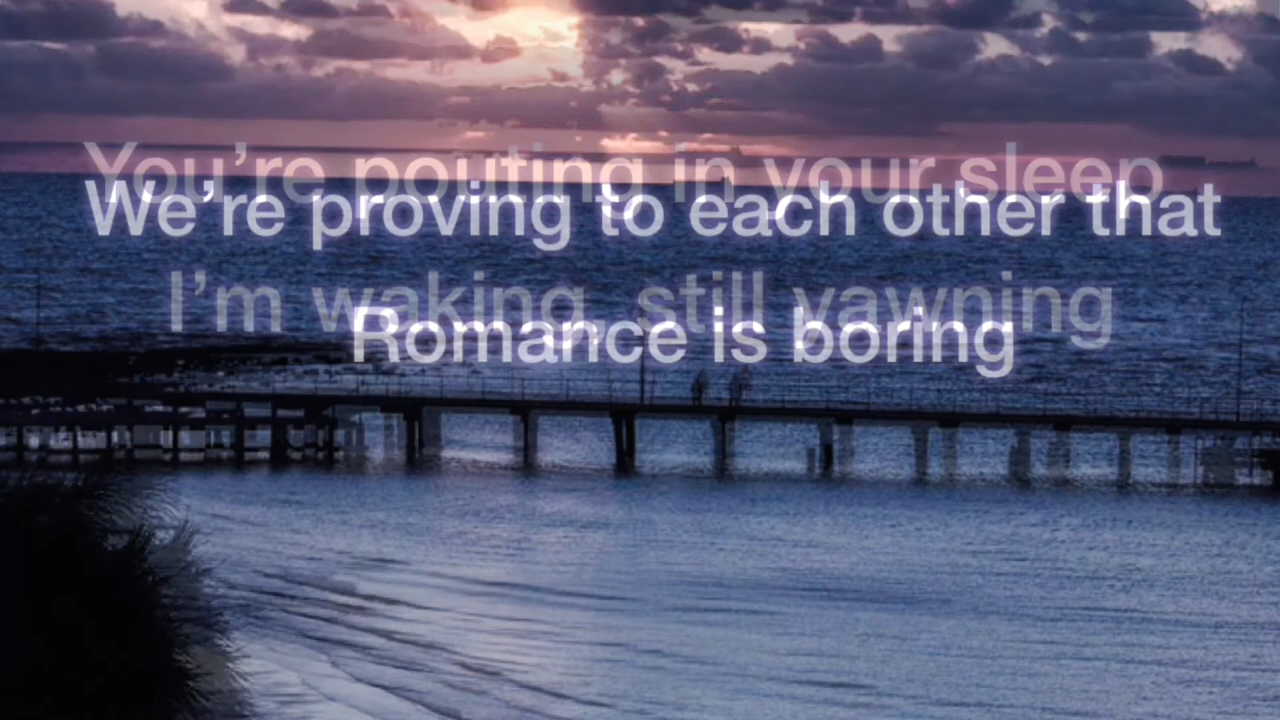 You’re pouting in your sleep
We’re proving to each other that
I’m waking, still yawning
Romance is boring